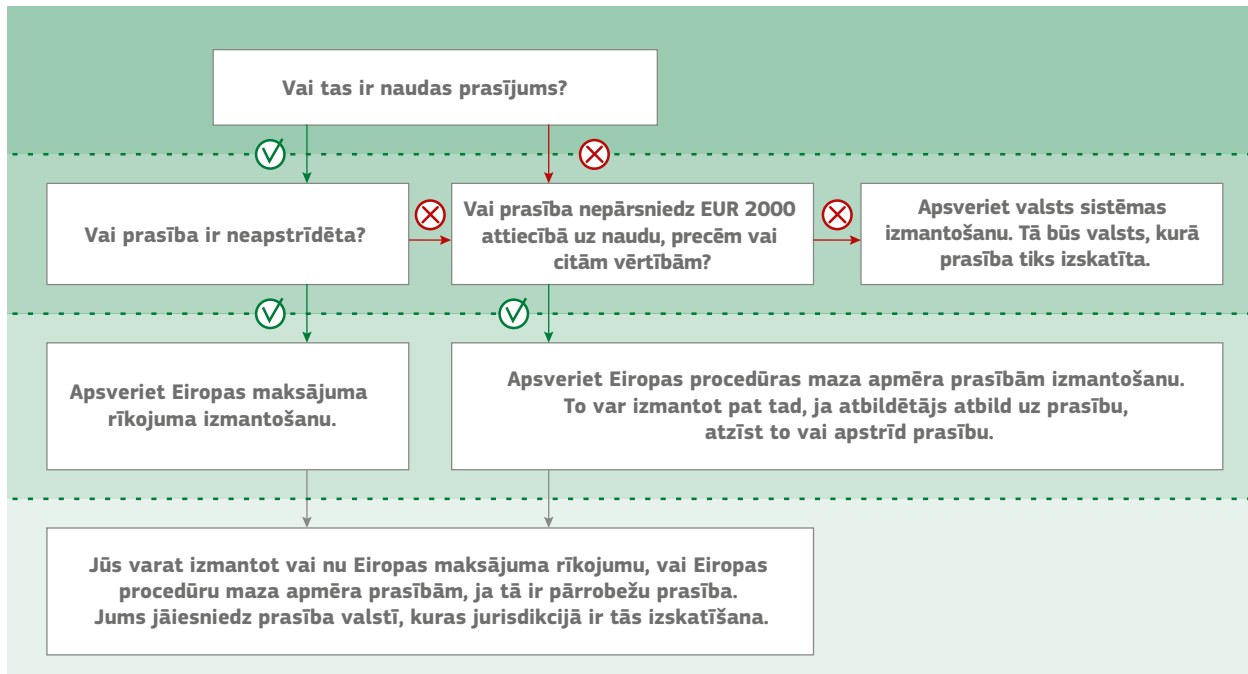 Vai tas ir naudas prasījums?
Vai prasība ir neapstrīdēta?
Vai prasība nepārsniedz EUR 2000
attiecībā uz naudu, precēm vai
citām vērtībām?
Apsveriet valsts sistēmas
izmantošanu. Tā būs valsts, kurā
prasība tiks izskatīta.
Apsveriet Eiropas maksājuma
rīkojuma izmantošanu.
Apsveriet Eiropas procedūras maza apmēra prasībām izmantošanu.
To var izmantot pat tad, ja atbildētājs atbild uz prasību,
atzīst to vai apstrīd prasību.
Jūs varat izmantot vai nu Eiropas maksājuma rīkojumu, vai Eiropas
procedūru maza apmēra prasībām, ja tā ir pārrobežu prasība.
Jums jāiesniedz prasība valstī, kuras jurisdikcijā ir tās izskatīšana.